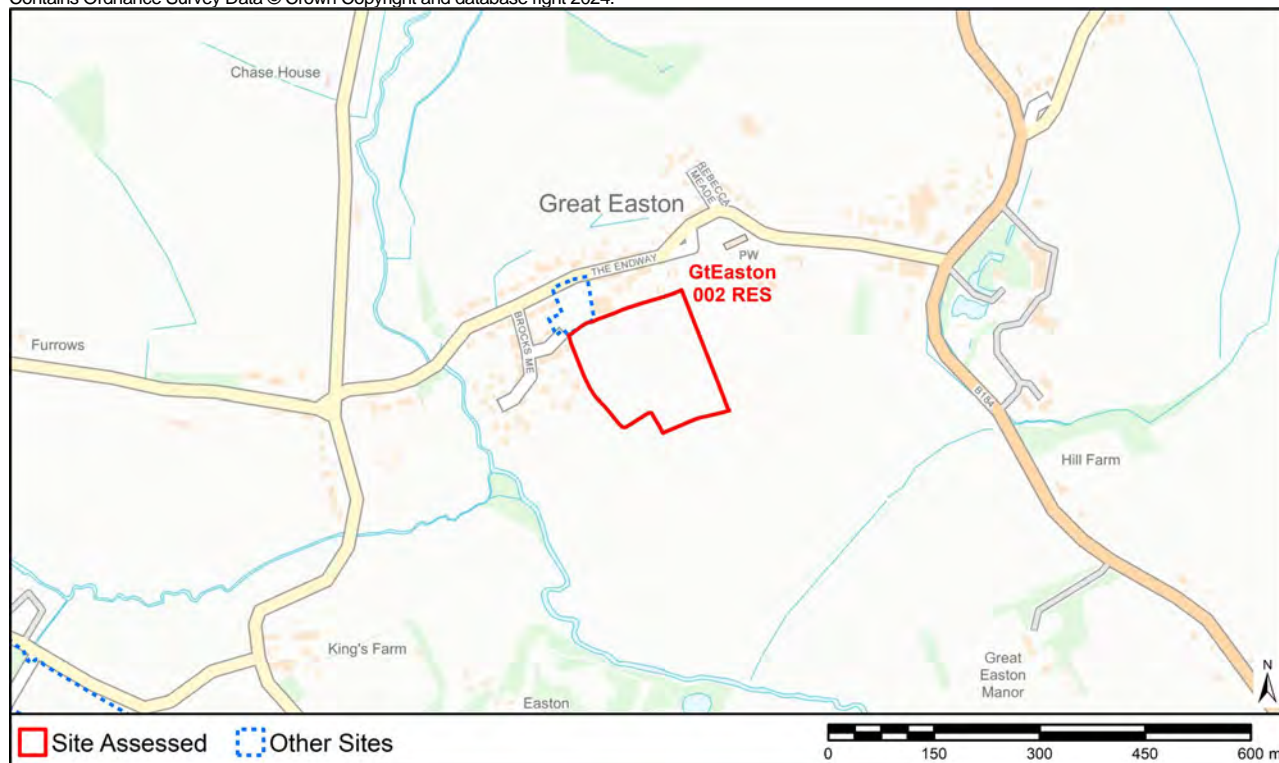 Contains Ordnance Survey Data © Crown Copyright and database right 2024.
Chase House
REBECCA
MEADE
Great Easton
PW
THE ENDWAY
GtEaston
002 RES
BROCKS ME
Furrows
B184
Hill Farm
King's Farm
Great
Easton
Manor
Easton
N
Site Assessed
Other Sites
0 150 300 450 600 m